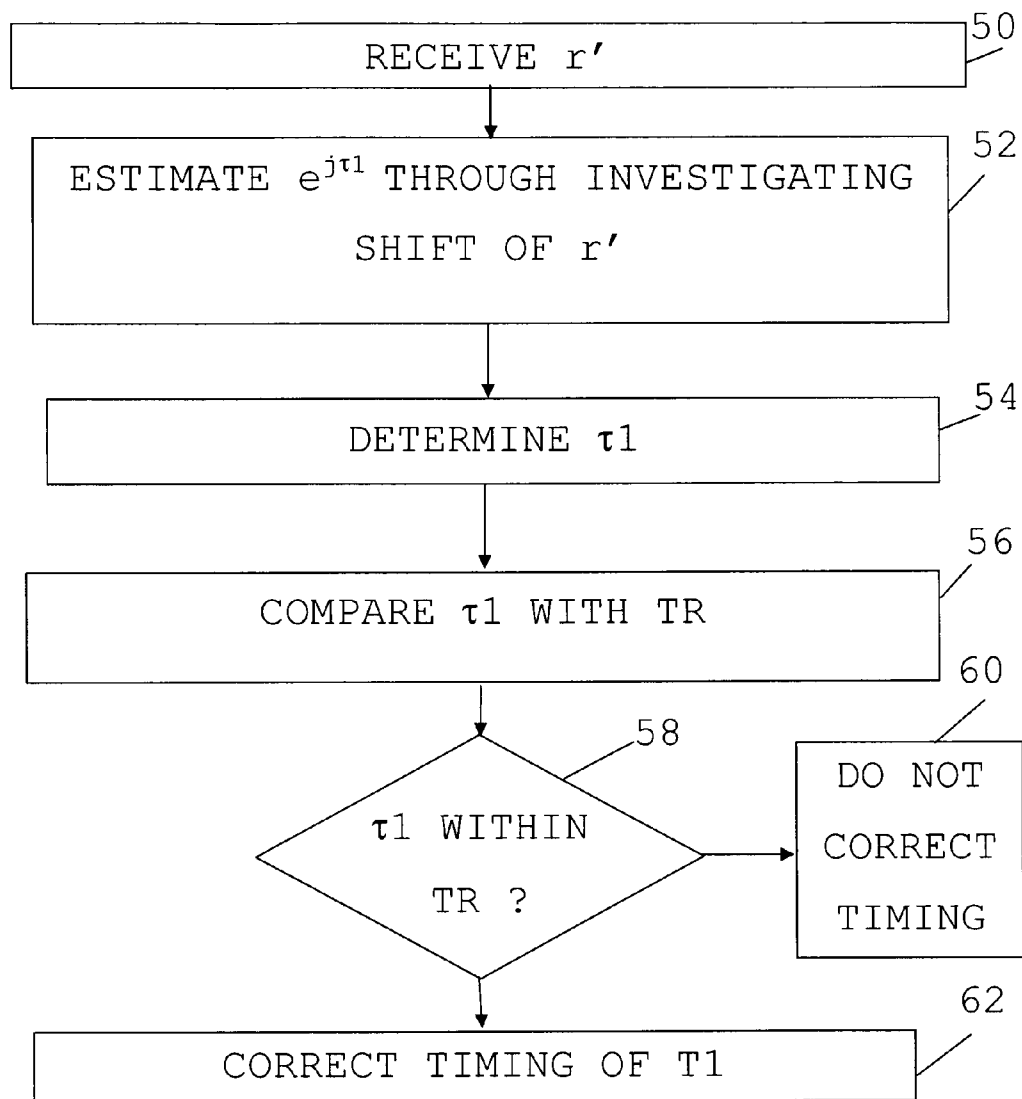 50
RECEIVE r′
52
ESTIMATE e^jτ1 THROUGH INVESTIGATING
SHIFT OF r′
54
DETERMINE τ1
56
COMPARE τ1 WITH TR
60
58
τ1 WITHIN
TR ?
DO NOT
CORRECT
TIMING
62
CORRECT TIMING OF T1